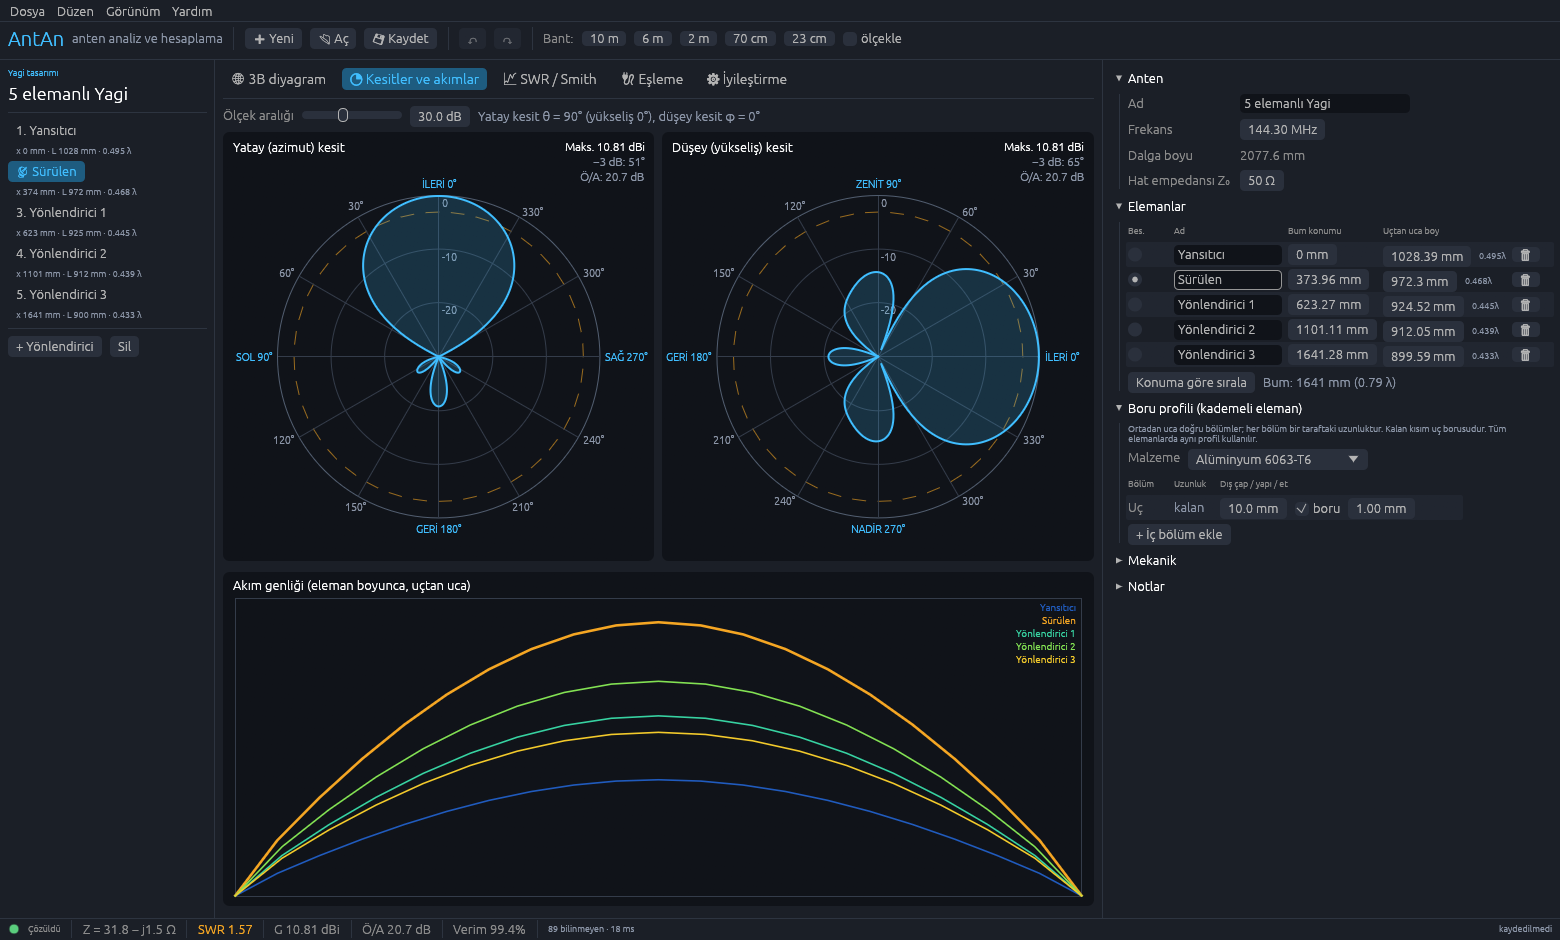 Dosya Düzen Görünüm Yardım
AntAn anten analiz ve hesaplama + Yeni Aç Kaydet Bant: 10 m 6 m 2 m 70 cm 23 cm ölçekle
Yagi tasarımı
5 elemanlı Yagi
1. Yansıtıcı
x 0 mm · L 1028 mm · 0.495 λ
Sürülen
x 374 mm · L 972 mm · 0.468 λ
3. Yönlendirici 1
x 623 mm · L 925 mm · 0.445 λ
4. Yönlendirici 2
x 1101 mm · L 912 mm · 0.439 λ
5. Yönlendirici 3
x 1641 mm · L 900 mm · 0.433 λ
+ Yönlendirici Sil
3B diyagram Kesitler ve akımlar SWR / Smith Eşleme İyileştirme
Ölçek aralığı 30.0 dB Yatay kesit θ = 90° (yükseliş 0°), düşey kesit φ = 0°
Yatay (azimut) kesit Maks. 10.81 dBi
−3 dB: 51°
Ö/A: 20.7 dB
İLERİ 0°
30° 0 330°
-10
60° 300°
-20
SOL 90° SAĞ 270°
120° 240°
150° 210°
GERİ 180°
Düşey (yükseliş) kesit Maks. 10.81 dBi
−3 dB: 65°
Ö/A: 20.7 dB
ZENİT 90°
120° 0 60°
-10
150° 30°
-20
GERİ 180° İLERİ 0°
210° 330°
240° 300°
NADİR 270°
Akım genliği (eleman boyunca, uçtan uca)
Yansıtıcı
Sürülen
Yönlendirici 1
Yönlendirici 2
Yönlendirici 3
Anten
Ad 5 elemanlı Yagi
Frekans 144.30 MHz
Dalga boyu 2077.6 mm
Hat empedansı Z₀ 50 Ω
Elemanlar
Bes. Ad Bum konumu Uçtan uca boy
Yansıtıcı 0 mm 1028.39 mm 0.495λ
Sürülen 373.96 mm 972.3 mm 0.468λ
Yönlendirici 1 623.27 mm 924.52 mm 0.445λ
Yönlendirici 2 1101.11 mm 912.05 mm 0.439λ
Yönlendirici 3 1641.28 mm 899.59 mm 0.433λ
Konuma göre sırala Bum: 1641 mm (0.79 λ)
Boru profili (kademeli eleman)
Ortadan uca doğru bölümler; her bölüm bir taraftaki uzunluktur. Kalan kısım uç borusudur. Tüm
elemanlarda aynı profil kullanılır.
Malzeme Alüminyum 6063-T6
Bölüm Uzunluk Dış çap / yapı / et
Uç kalan 10.0 mm boru 1.00 mm
+ İç bölüm ekle
Mekanik
Notlar
Çözüldü Z = 31.8 − j1.5 Ω SWR 1.57 G 10.81 dBi Ö/A 20.7 dB Verim 99.4% 89 bilinmeyen · 18 ms kaydedilmedi